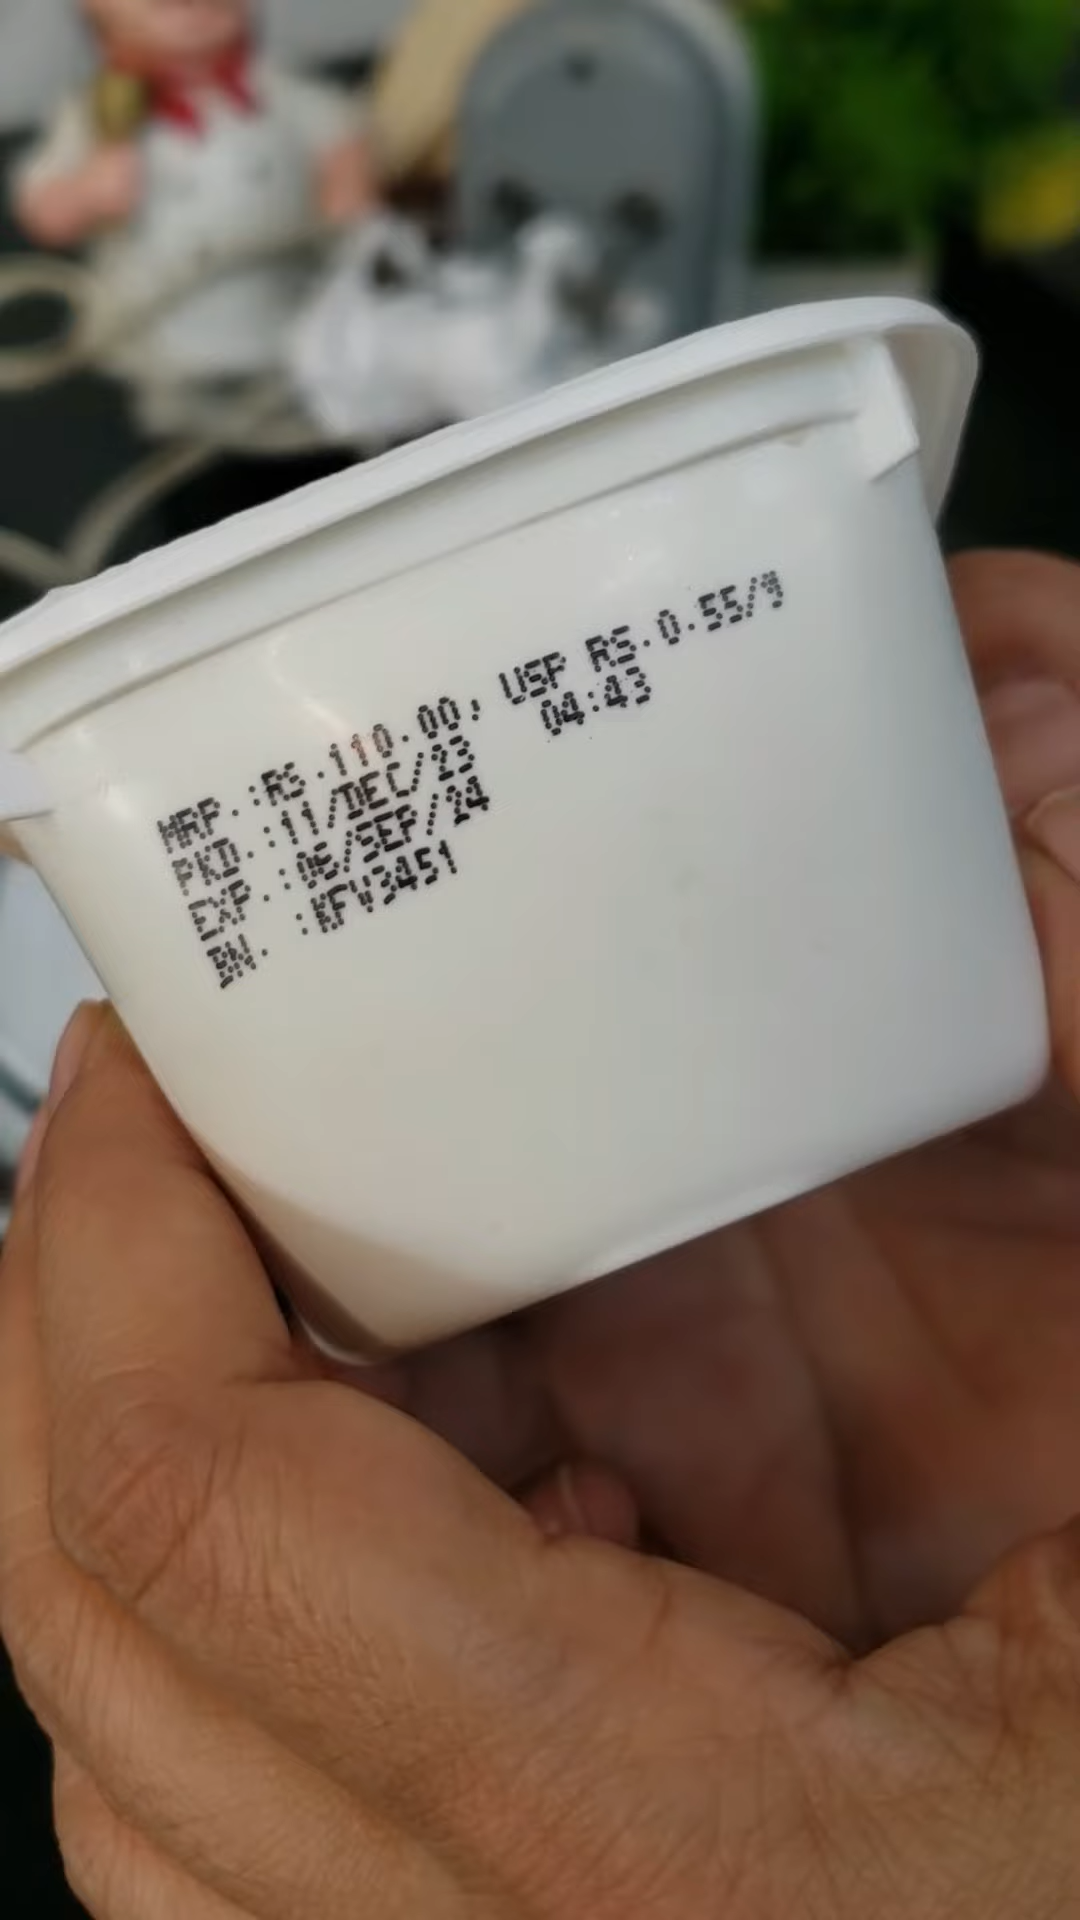 MRP.:RS.110.00, USP RS.0.55/g
PKD.:11/DEC/23 04:43
EXP.:06/SEP/24
BN. :NFV3451